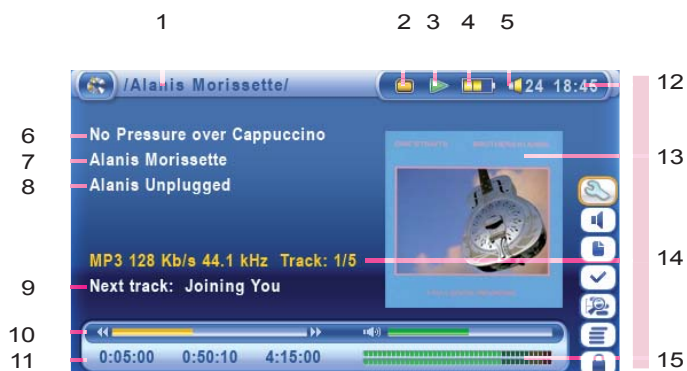 1 2 3 4 5
/Alanis Morissette/ 24 18:45 12
6 No Pressure over Cappuccino
7 Alanis Morissette 13
8 Alanis Unplugged
MP3 128 Kb/s 44.1 kHz Track: 1/5 14
9 Next track: Joining You
10
11 0:05:00 0:50:10 4:15:00 15